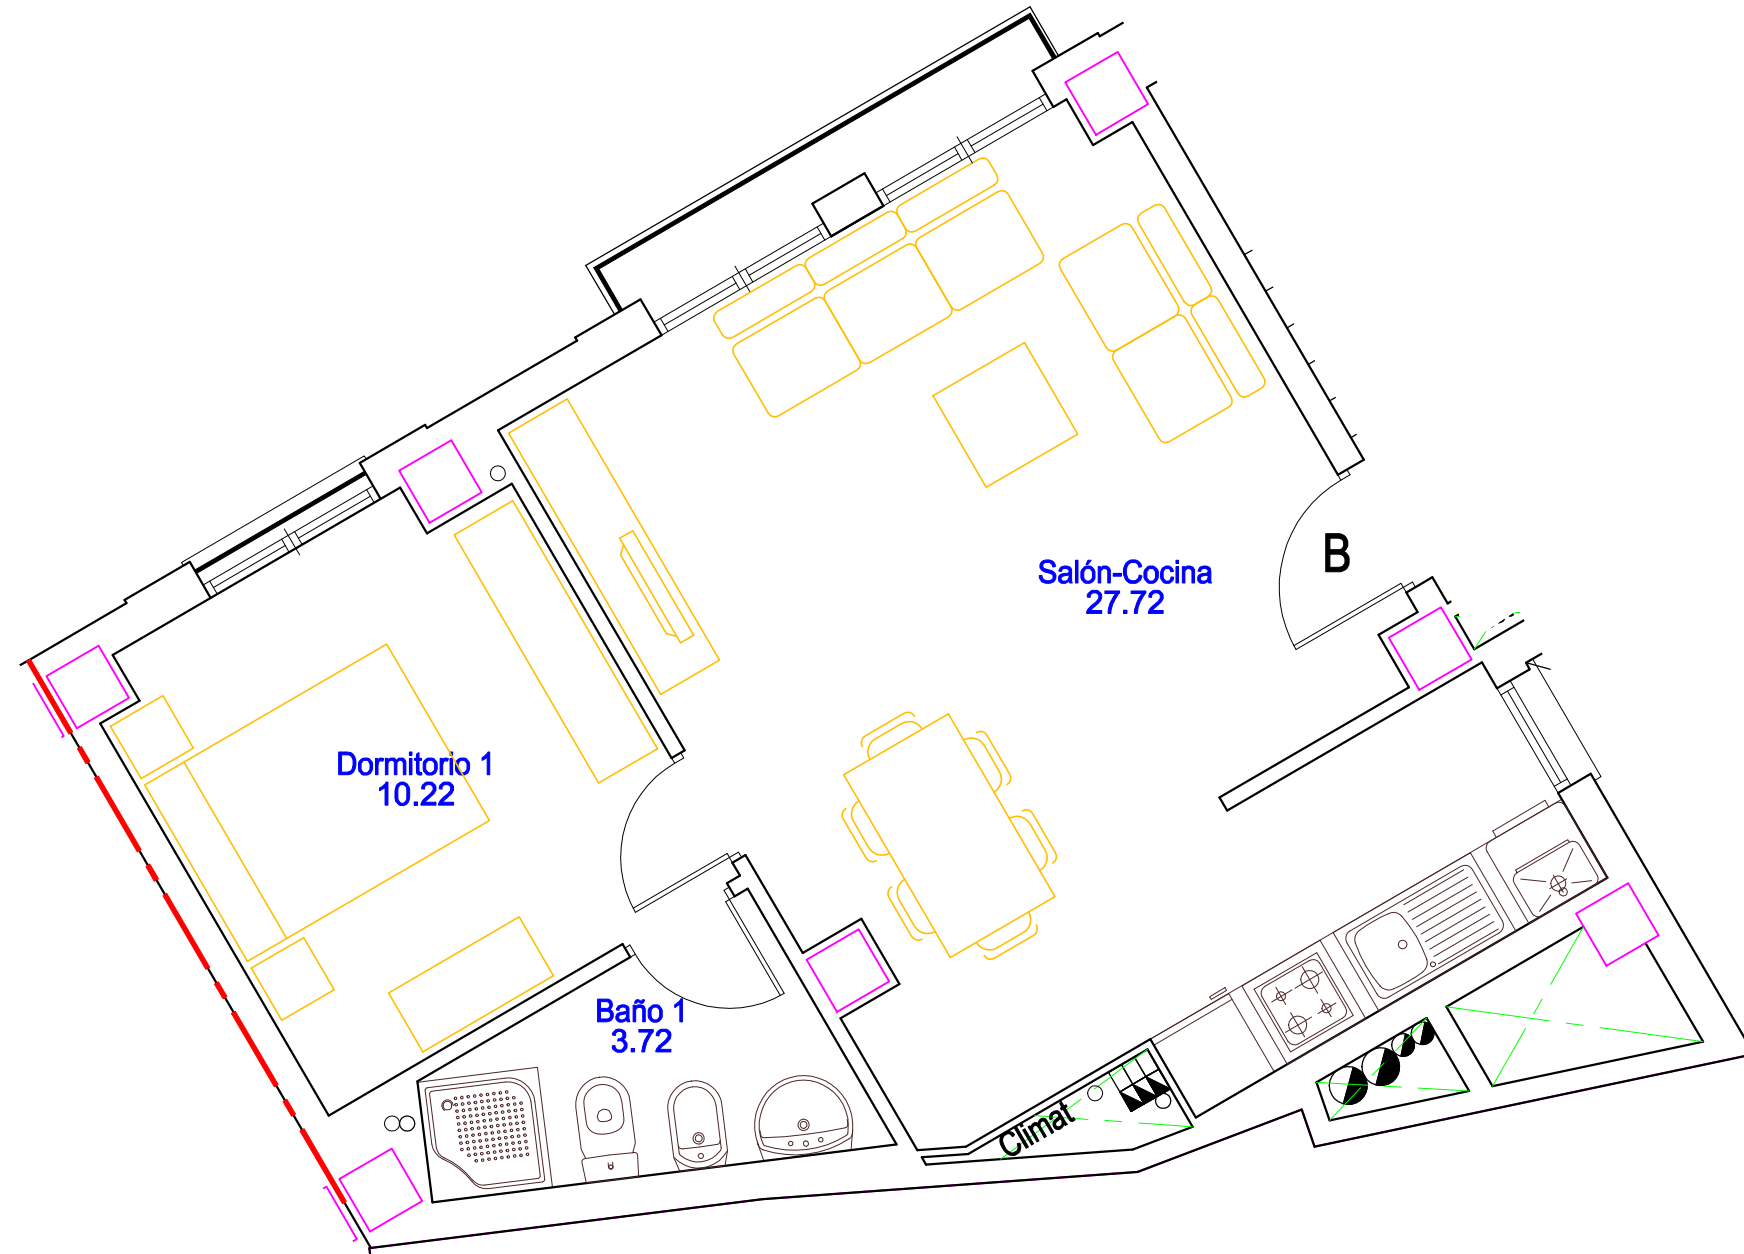 B
Salón-Cocina
27.72
Dormitorio 1
10.22
Baño 1
3.72
Climat